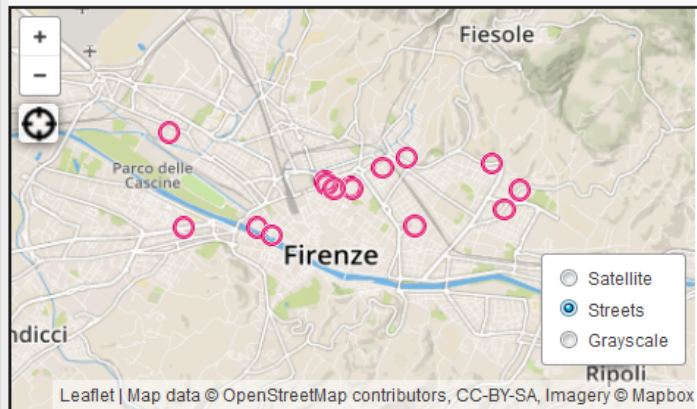 +
Fiesole
−
Parco delle
Cascine
Firenze
Satellite
Streets
ndicci
Grayscale
Ripoli
Leaflet | Map data © OpenStreetMap contributors, CC-BY-SA, Imagery © Mapbox